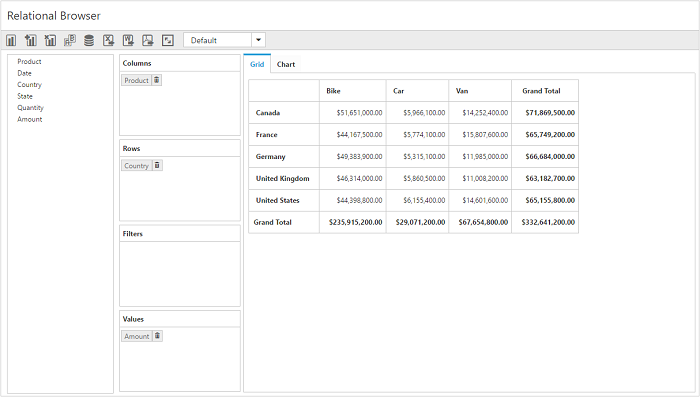 Relational Browser
Default
Product
Date
Country
State
Quantity
Amount
Columns
Product
Rows
Country
Filters
Values
Amount
Grid Chart
Bike Car Van Grand Total
Canada $51,651,000.00 $5,966,100.00 $14,252,400.00 $71,869,500.00
France $44,167,500.00 $5,774,100.00 $15,807,600.00 $65,749,200.00
Germany $49,383,900.00 $5,315,100.00 $11,985,000.00 $66,684,000.00
United Kingdom $46,314,000.00 $5,860,500.00 $11,008,200.00 $63,182,700.00
United States $44,398,800.00 $6,155,400.00 $14,601,600.00 $65,155,800.00
Grand Total $235,915,200.00 $29,071,200.00 $67,654,800.00 $332,641,200.00